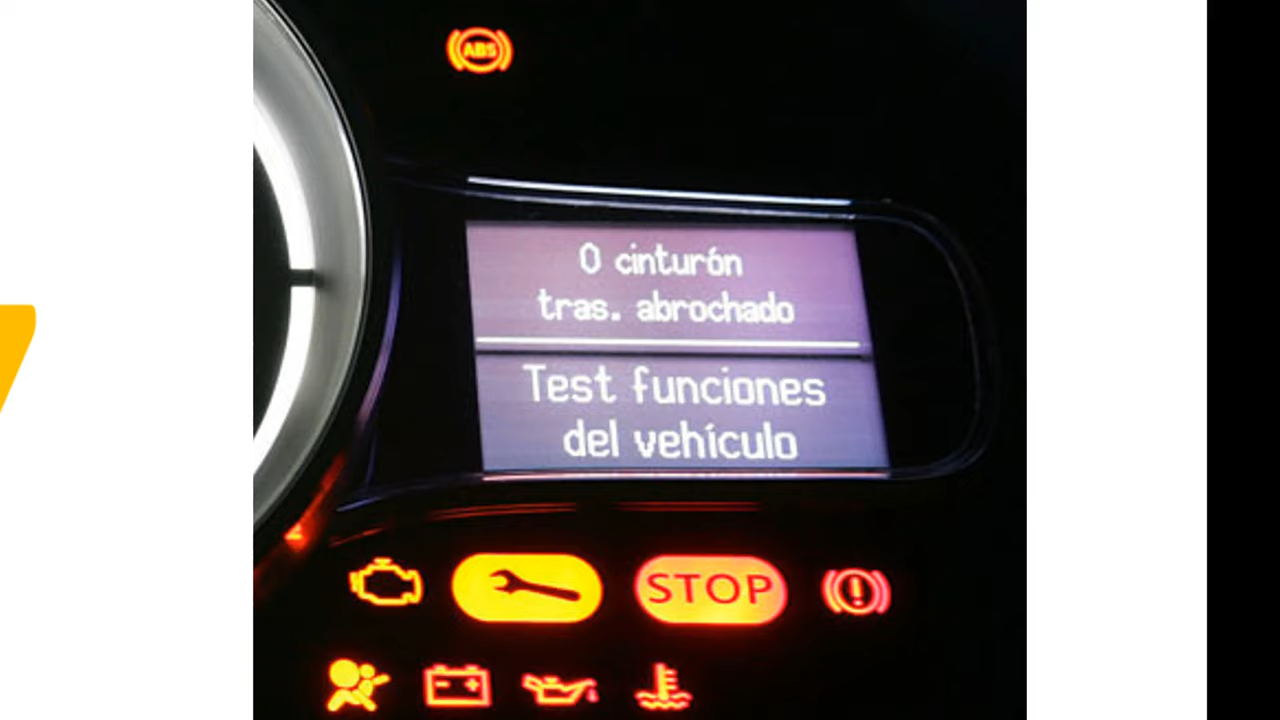 ABS
0 cinturón
tras. abrochado
Test funciones
del vehículo
STOP